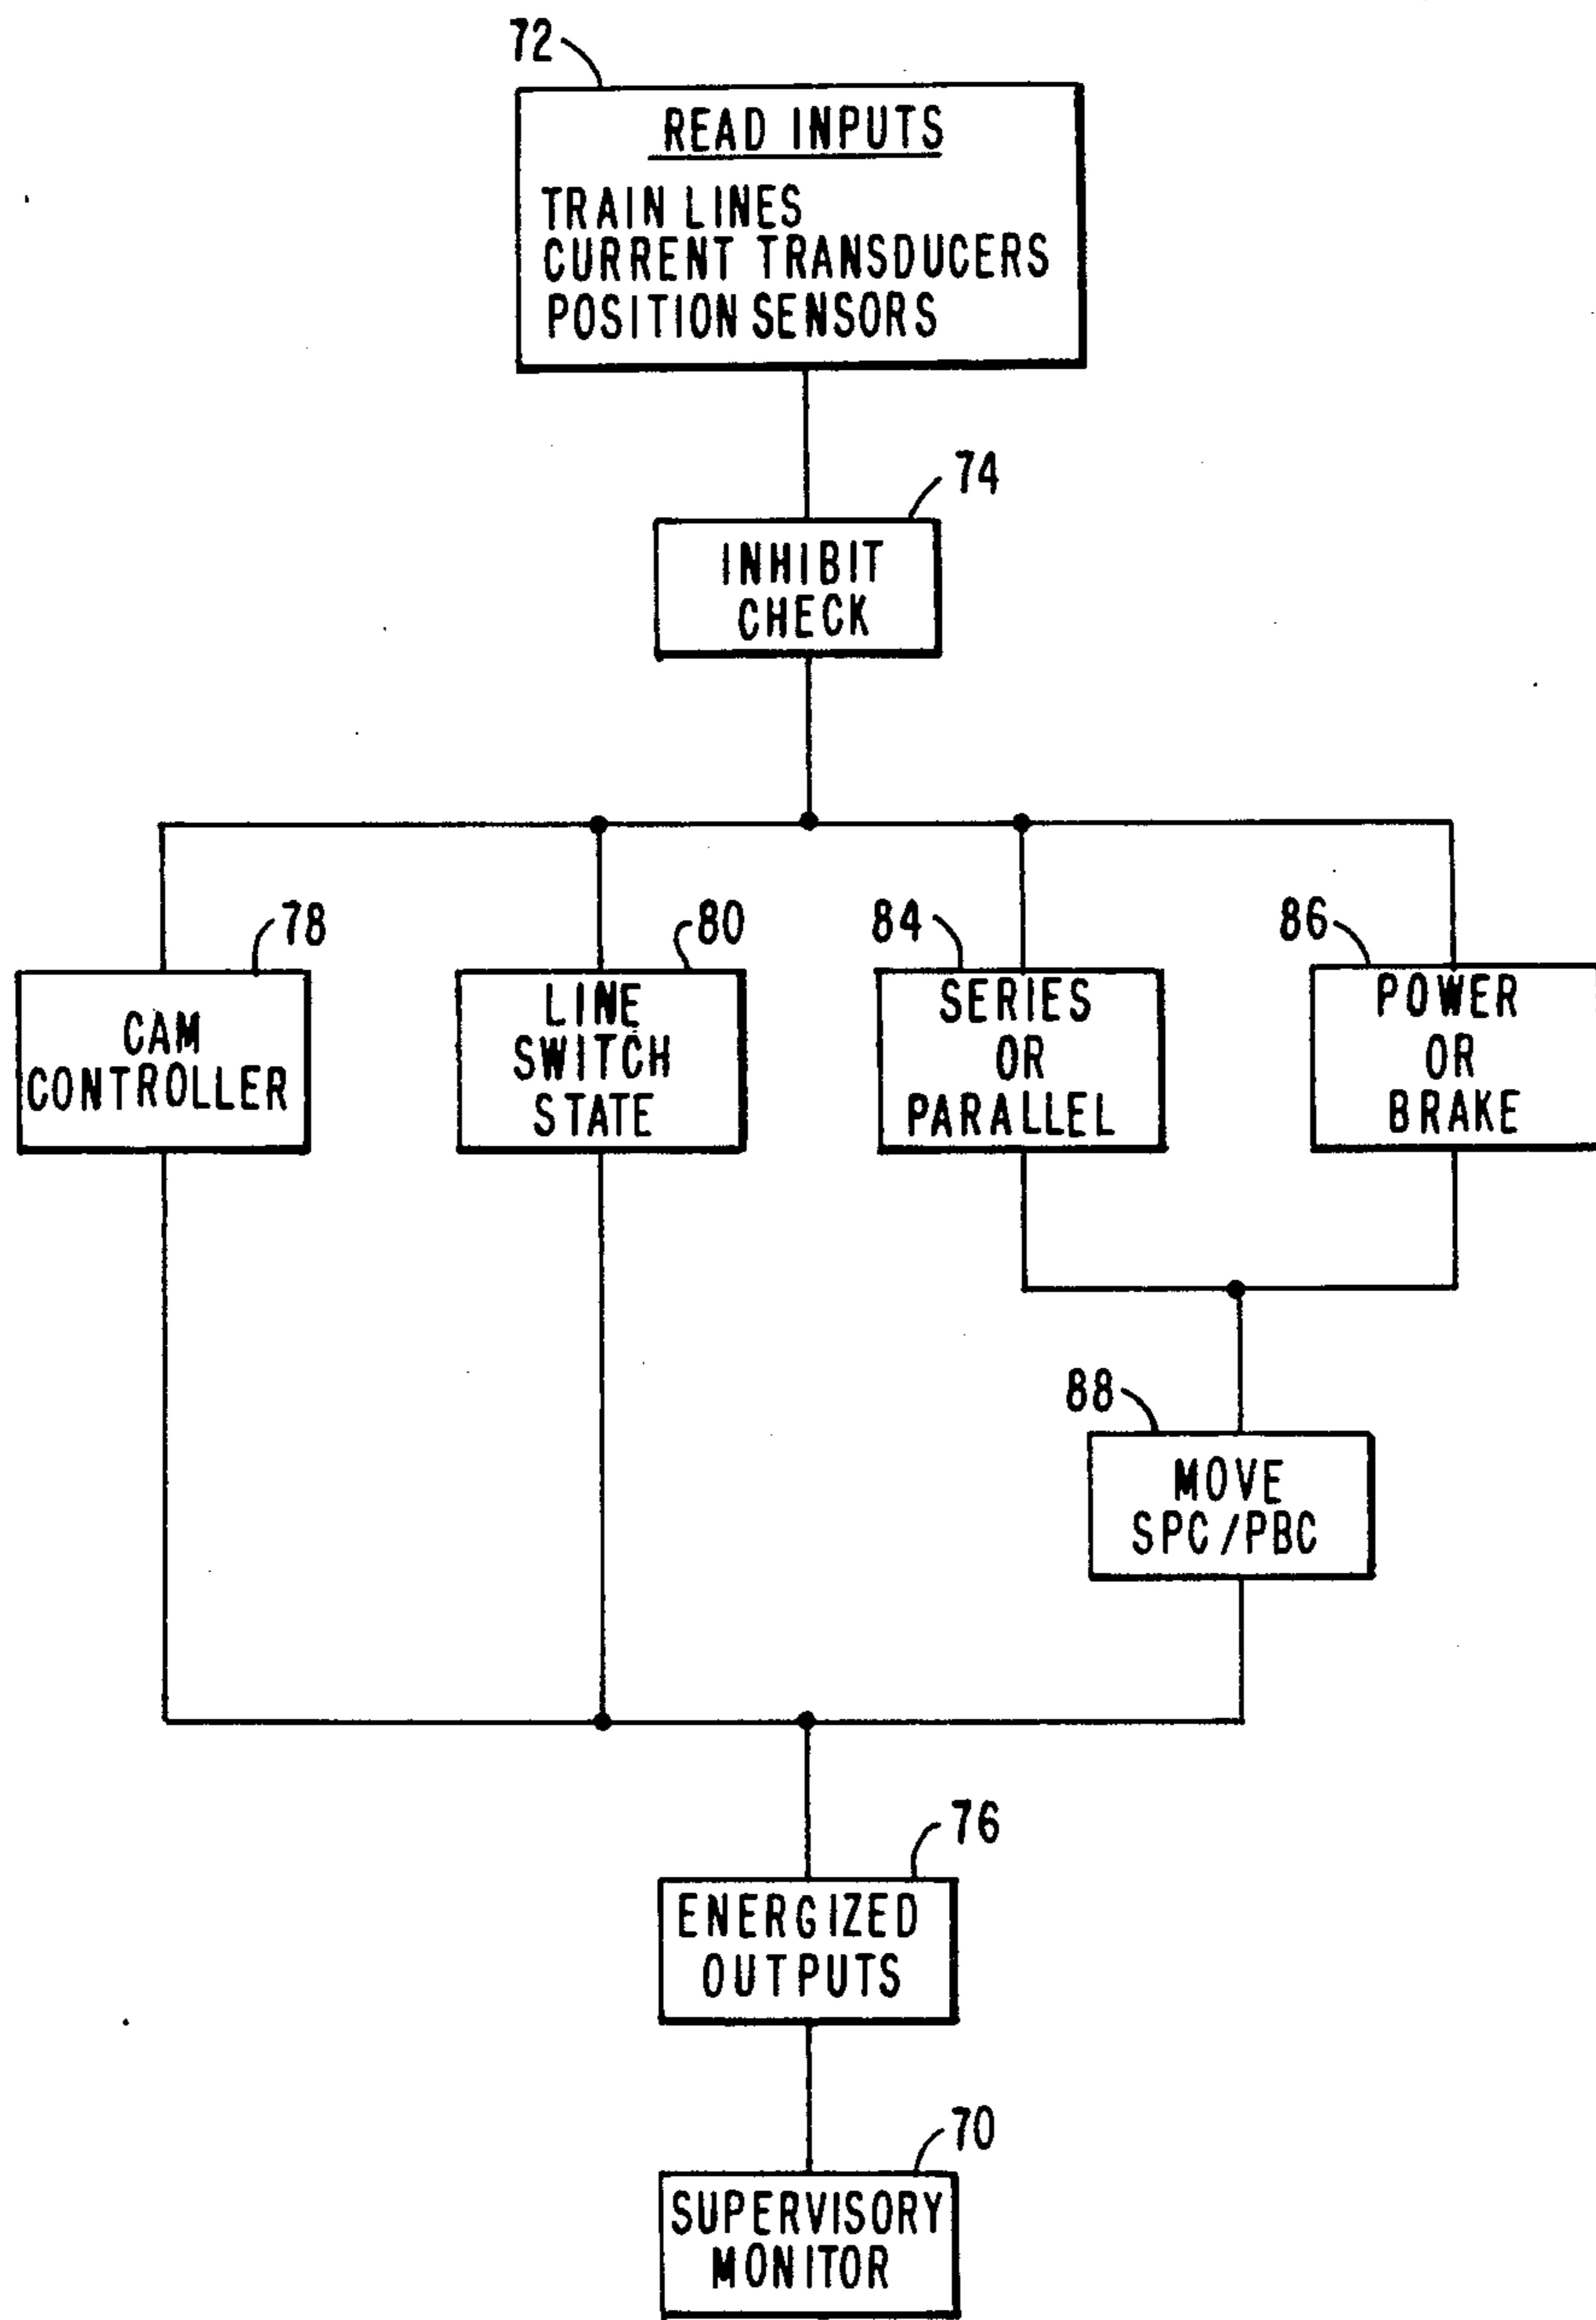 72
READ INPUTS
TRAIN LINES
CURRENT TRANSDUCERS
POSITION SENSORS
74
INHIBIT
CHECK
78
CAM
CONTROLLER
80
LINE
SWITCH
STATE
84
SERIES
OR
PARALLEL
86
POWER
OR
BRAKE
88
MOVE
SPC/PBC
76
ENERGIZED
OUTPUTS
70
SUPERVISORY
MONITOR